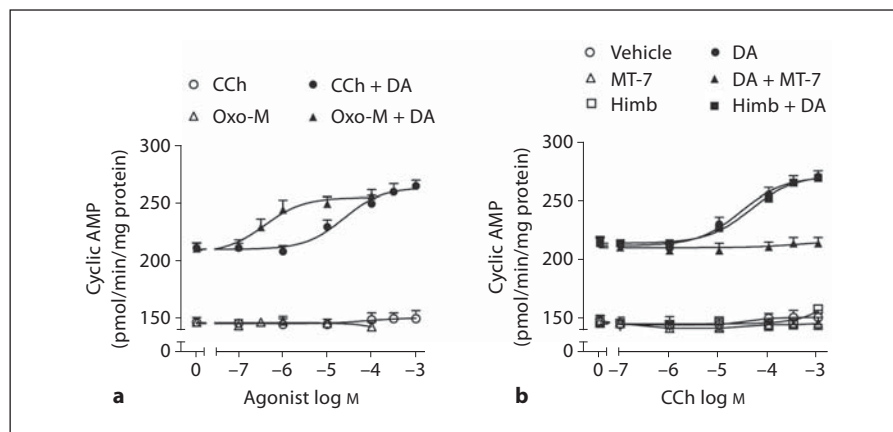 CCh
CCh + DA
Oxo-M
Oxo-M + DA
Cyclic AMP
(pmol/min/mg protein)
300
250
200
150
0
0
–7
–6
–5
–4
–3
Agonist log M
a
Vehicle
DA
MT-7
DA + MT-7
Himb
Himb + DA
Cyclic AMP
(pmol/min/mg protein)
300
250
200
150
0
0
–7
–6
–5
–4
–3
CCh log M
b